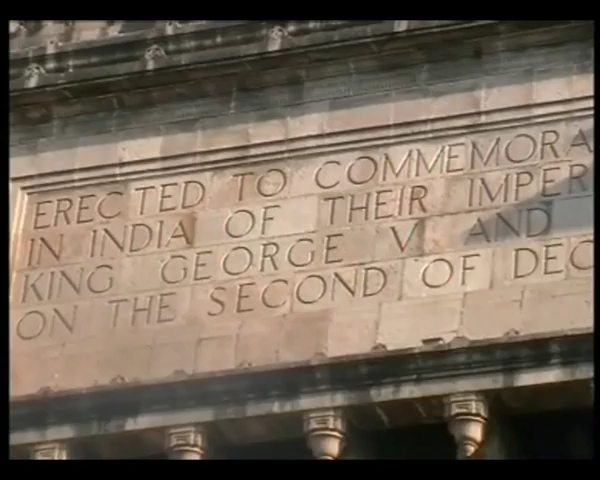 ERECTED TO COMMEMORA
IN INDIA OF THEIR IMPER
KING GEORGE V AND
ON THE SECOND OF DEC